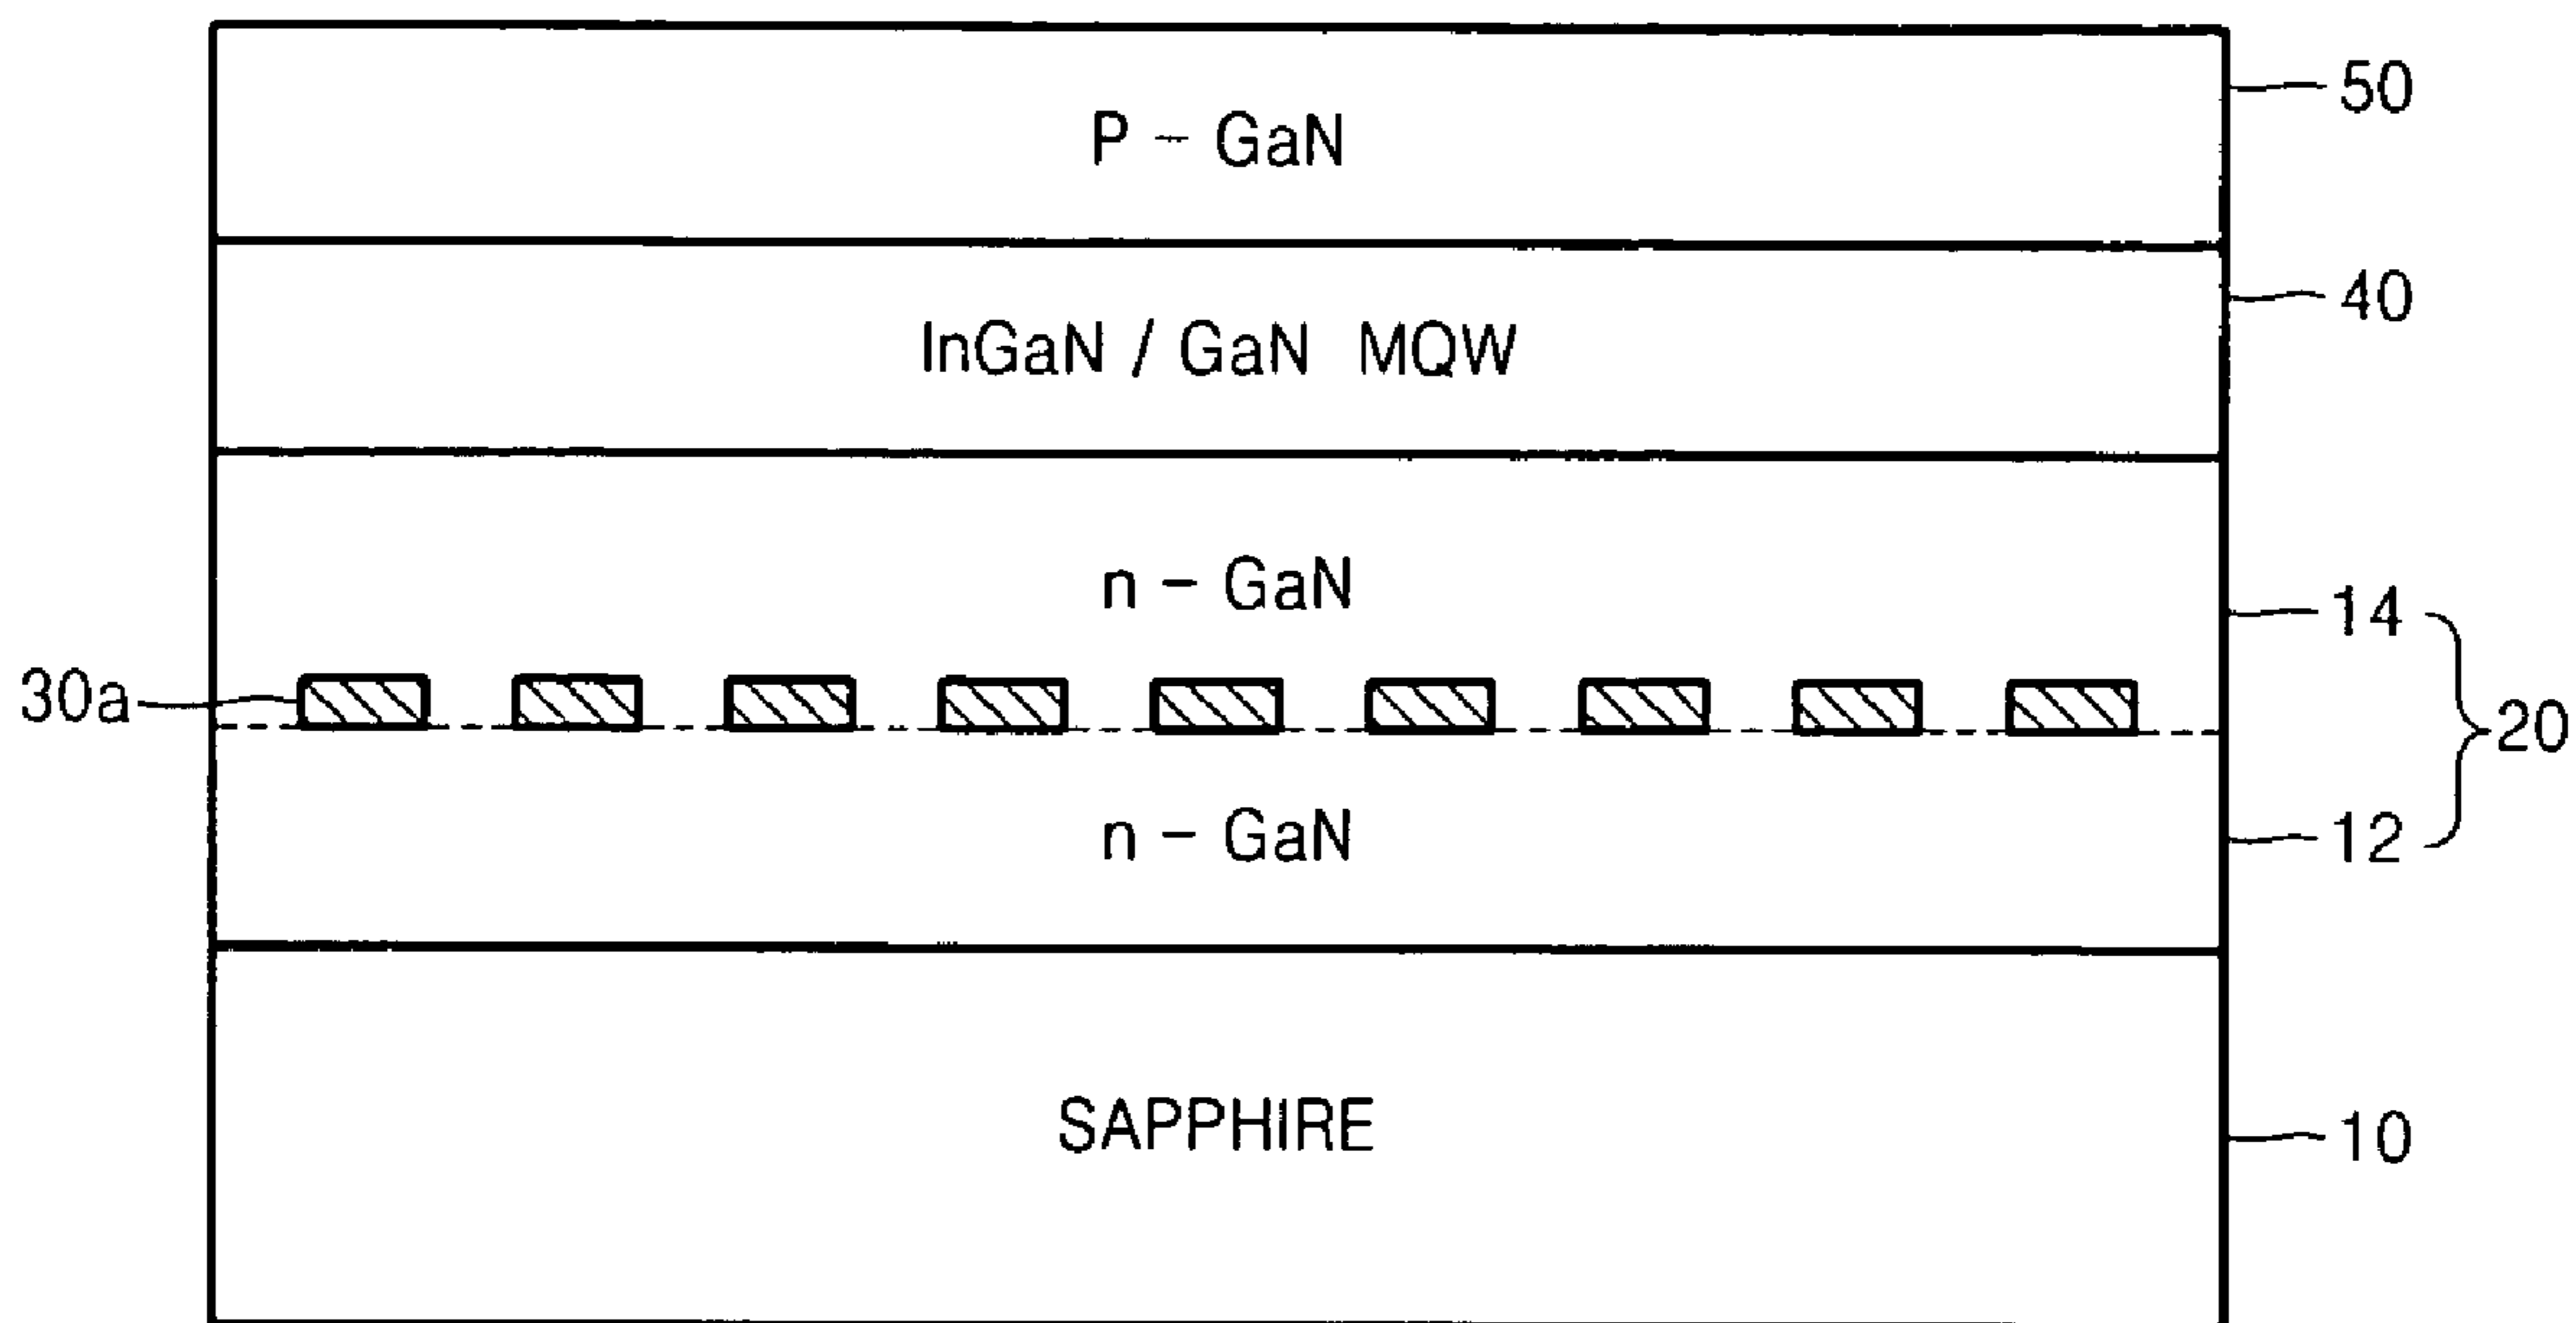 50
P - GaN
40
InGaN / GaN MQW
n - GaN
14
30a
20
n - GaN
12
SAPPHIRE
10